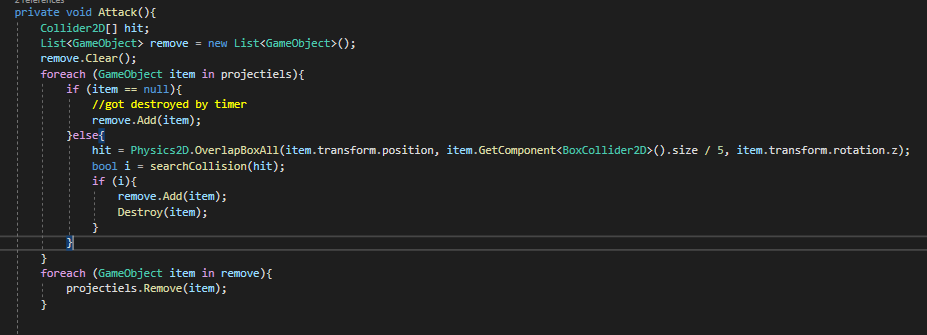 2 references
private void Attack(){
Collider2D[] hit;
List<GameObject> remove = new List<GameObject>();
remove.Clear();
foreach (GameObject item in projectiels){
if (item == null){
//got destroyed by timer
remove.Add(item);
}else{
hit = Physics2D.OverlapBoxAll(item.transform.position, item.GetComponent<BoxCollider2D>().size / 5, item.transform.rotation.z);
bool i = searchCollision(hit);
if (i){
remove.Add(item);
Destroy(item);
}
}
}
foreach (GameObject item in remove){
projectiels.Remove(item);
}